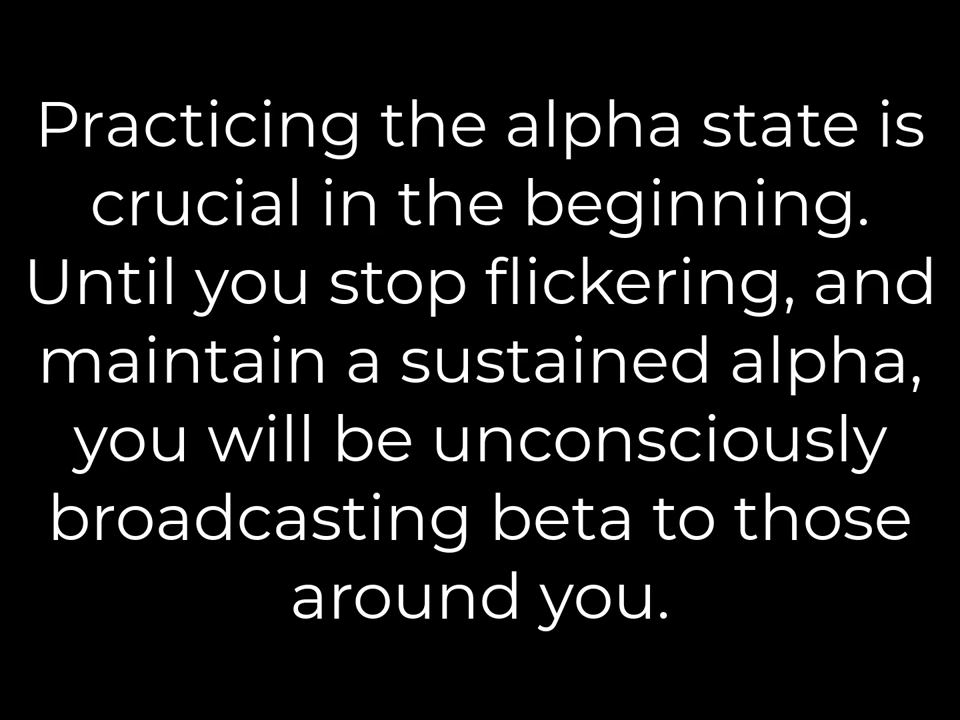 Practicing the alpha state is
crucial in the beginning.
Until you stop flickering, and
maintain a sustained alpha,
you will be unconsciously
broadcasting beta to those
around you.